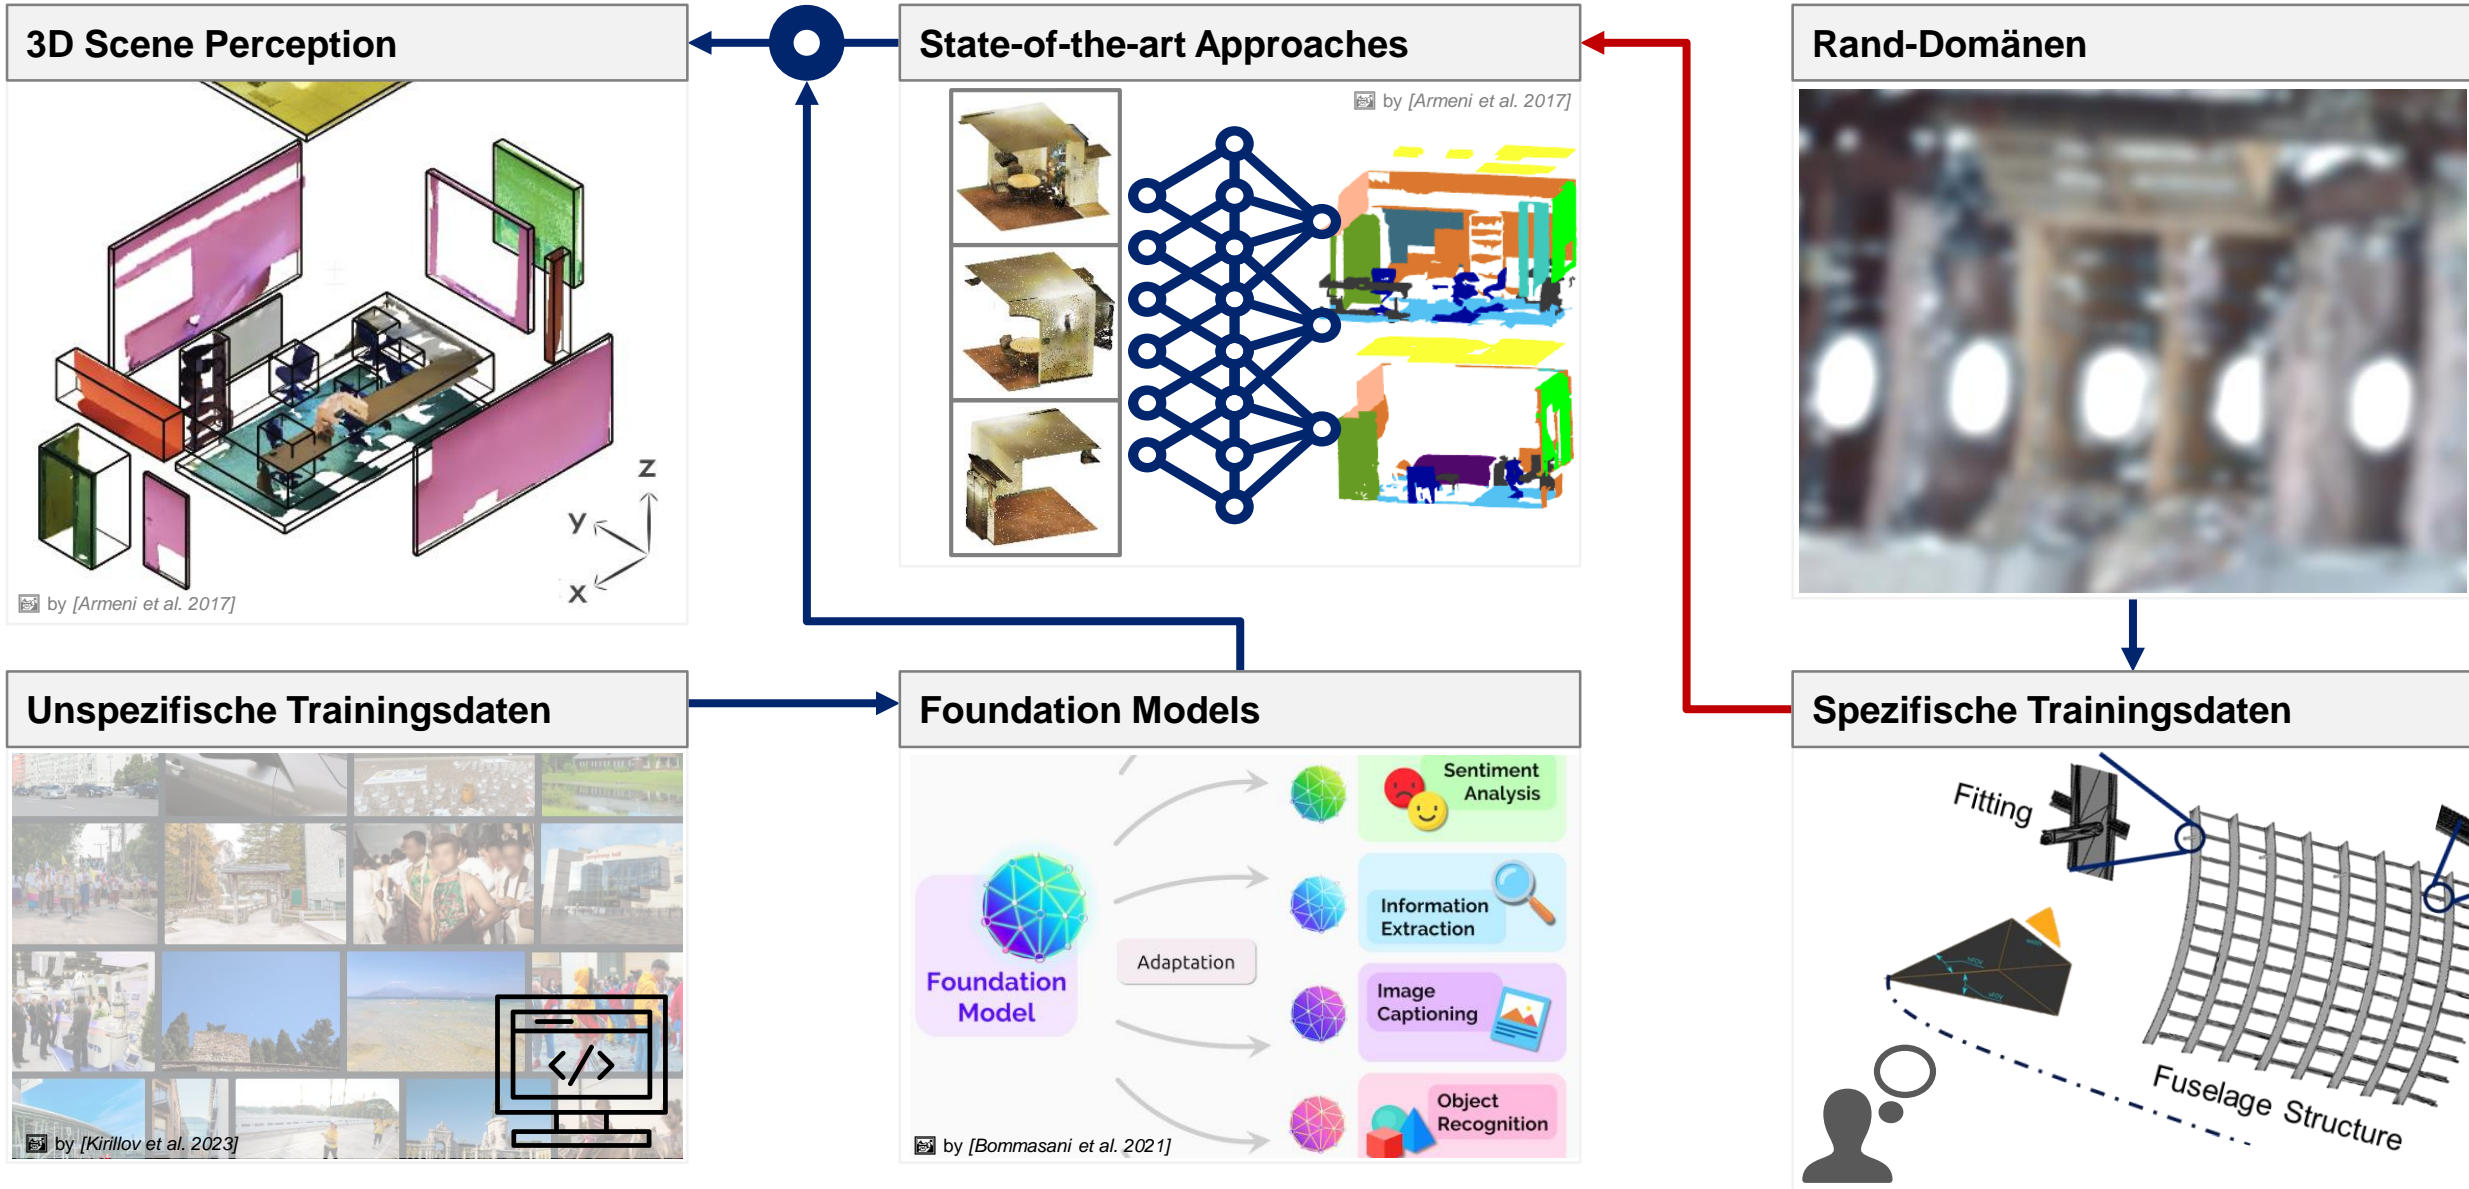 3D Scene Perception
State-of-the-art Approaches
Rand-Domänen
by [Armeni et al. 2017]
z
y
x
by [Armeni et al. 2017]
Unspezifische Trainingsdaten
Foundation Models
Spezifische Trainingsdaten
by [Kirillov et al. 2023]
</>
Foundation
Model
Adaptation
Sentiment
Analysis
Information
Extraction
Image
Captioning
Object
Recognition
by [Bommasani et al. 2021]
Fitting
Fuselage Structure